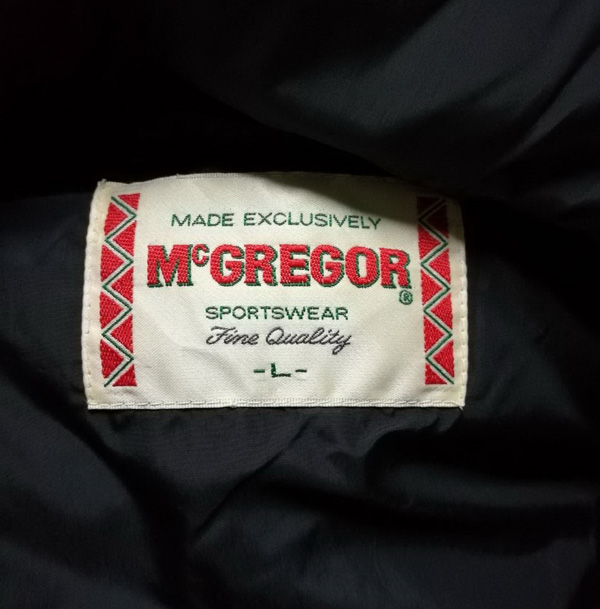 MADE EXCLUSIVELY
McGREGOR®
SPORTSWEAR
Fine Quality
-L-